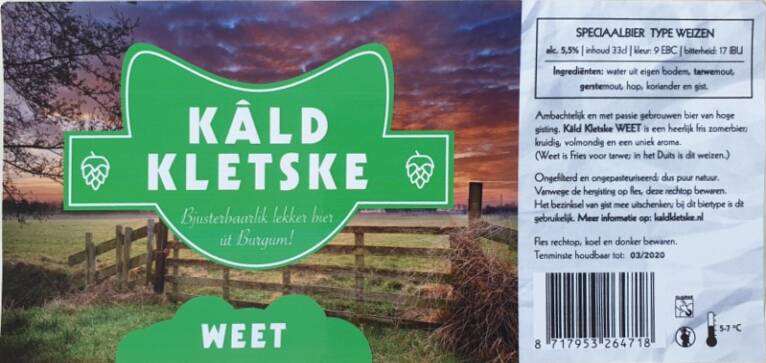 KÂLD
KLETSKE
Bjusterbaarlik lekker bier
út Burgum!
WEET
SPECIAALBIER TYPE WEIZEN
alc. 5,5% | inhoud 33cl | kleur: 9 EBC | bitterheid: 17 IBU
Ingrediënten: water uit eigen bodem, tarwemout,
gerstemout, hop, koriander en gist.
Ambachtelijk en met passie gebrouwen bier van hoge
gisting. Kâld Kletske WEET is een heerlijk fris zomerbier;
kruidig, volmondig en een uniek aroma.
(Weet is Fries voor tarwe; in het Duits is dit weizen.)
Ongefilterd en ongepasteuriseerd; dus puur natuur.
Vanwege de hergisting op fles, deze rechtop bewaren.
Het bezinksel van gist mee uitschenken; bij dit biertype is dit
gebruikelijk. Meer informatie op: kaldkletske.nl
Fles rechtop, koel en donker bewaren.
Tenminste houdbaar tot: 03/2020
5-7 °C
8 717953 264718